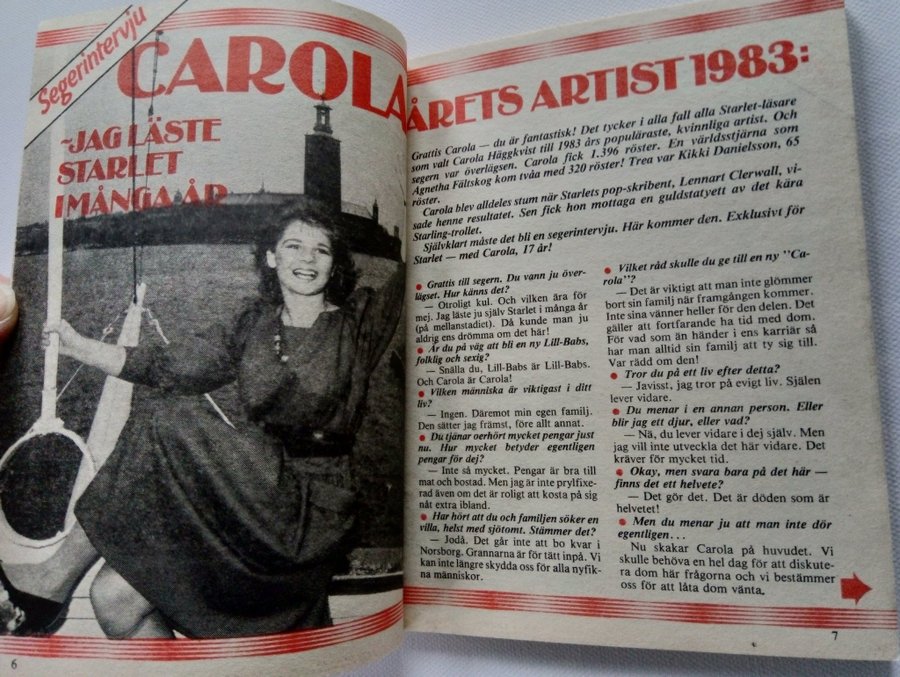 Segerintervju
CAROLA
-JAG LÄSTE
STARLET
I MÅNGA ÅR
6
ÅRETS ARTIST 1983:
Grattis Carola — du är fantastisk! Det tycker i alla fall alla Starlet-läsare
som valt Carola Häggkvist till 1983 års populäraste, kvinnliga artist. Och
segern var överlägsen. Carola fick 1.396 röster. En världsstjärna som
Agnetha Fältskog kom tvåa med 320 röster! Trea var Kikki Danielsson, 65
röster.
Carola blev alldeles stum när Starlets pop-skribent, Lennart Clerwall, vi-
sade henne resultatet. Sen fick hon mottaga en guldstatyett av det kära
Starling-trollet.
Självklart måste det bli en segerintervju. Här kommer den. Exklusivt för
Starlet — med Carola, 17 år!
● Grattis till segern. Du vann ju över-
lägset. Hur känns det?
— Otroligt kul. Och vilken ära för
mej. Jag läste ju själv Starlet i många år
(på mellanstadiet). Då kunde man ju
aldrig ens drömma om det här!
● Är du på väg att bli en ny Lill-Babs,
folklig och sexig?
— Snälla du, Lill-Babs är Lill-Babs.
Och Carola är Carola!
● Vilken människa är viktigast i ditt
liv?
— Ingen. Däremot min egen familj.
Den sätter jag främst, före allt annat.
● Du tjänar oerhört mycket pengar just
nu. Hur mycket betyder egentligen
pengar för dej?
— Inte så mycket. Pengar är bra till
mat och bostad. Men jag är inte prylfixe-
rad även om det är roligt att kosta på sig
nåt extra ibland.
● Har hört att du och familjen söker en
villa, helst med sjötomt. Stämmer det?
— Jodå. Det går inte att bo kvar i
Norsborg. Grannarna är för tätt inpå. Vi
kan inte längre skydda oss för alla nyfik-
na människor.
● Vilket råd skulle du ge till en ny "Ca-
rola"?
— Det är viktigt att man inte glömmer
bort sin familj när framgången kommer.
Inte sina vänner heller för den delen. Det
gäller att fortfarande ha tid med dom.
För vad som än händer i ens karriär så
har man alltid sin familj att ty sig till.
Var rädd om den!
● Tror du på ett liv efter detta?
— Javisst, jag tror på evigt liv. Själen
lever vidare.
● Du menar i en annan person. Eller
blir jag ett djur, eller vad?
— Nä, du lever vidare i dej själv. Men
jag vill inte utveckla det här vidare. Det
kräver för mycket tid.
● Okay, men svara bara på det här —
finns det ett helvete?
— Det gör det. Det är döden som är
helvetet!
● Men du menar ju att man inte dör
egentligen...
Nu skakar Carola på huvudet. Vi
skulle behöva en hel dag för att diskute-
ra dom här frågorna och vi bestämmer
oss för att låta dom vänta.
7